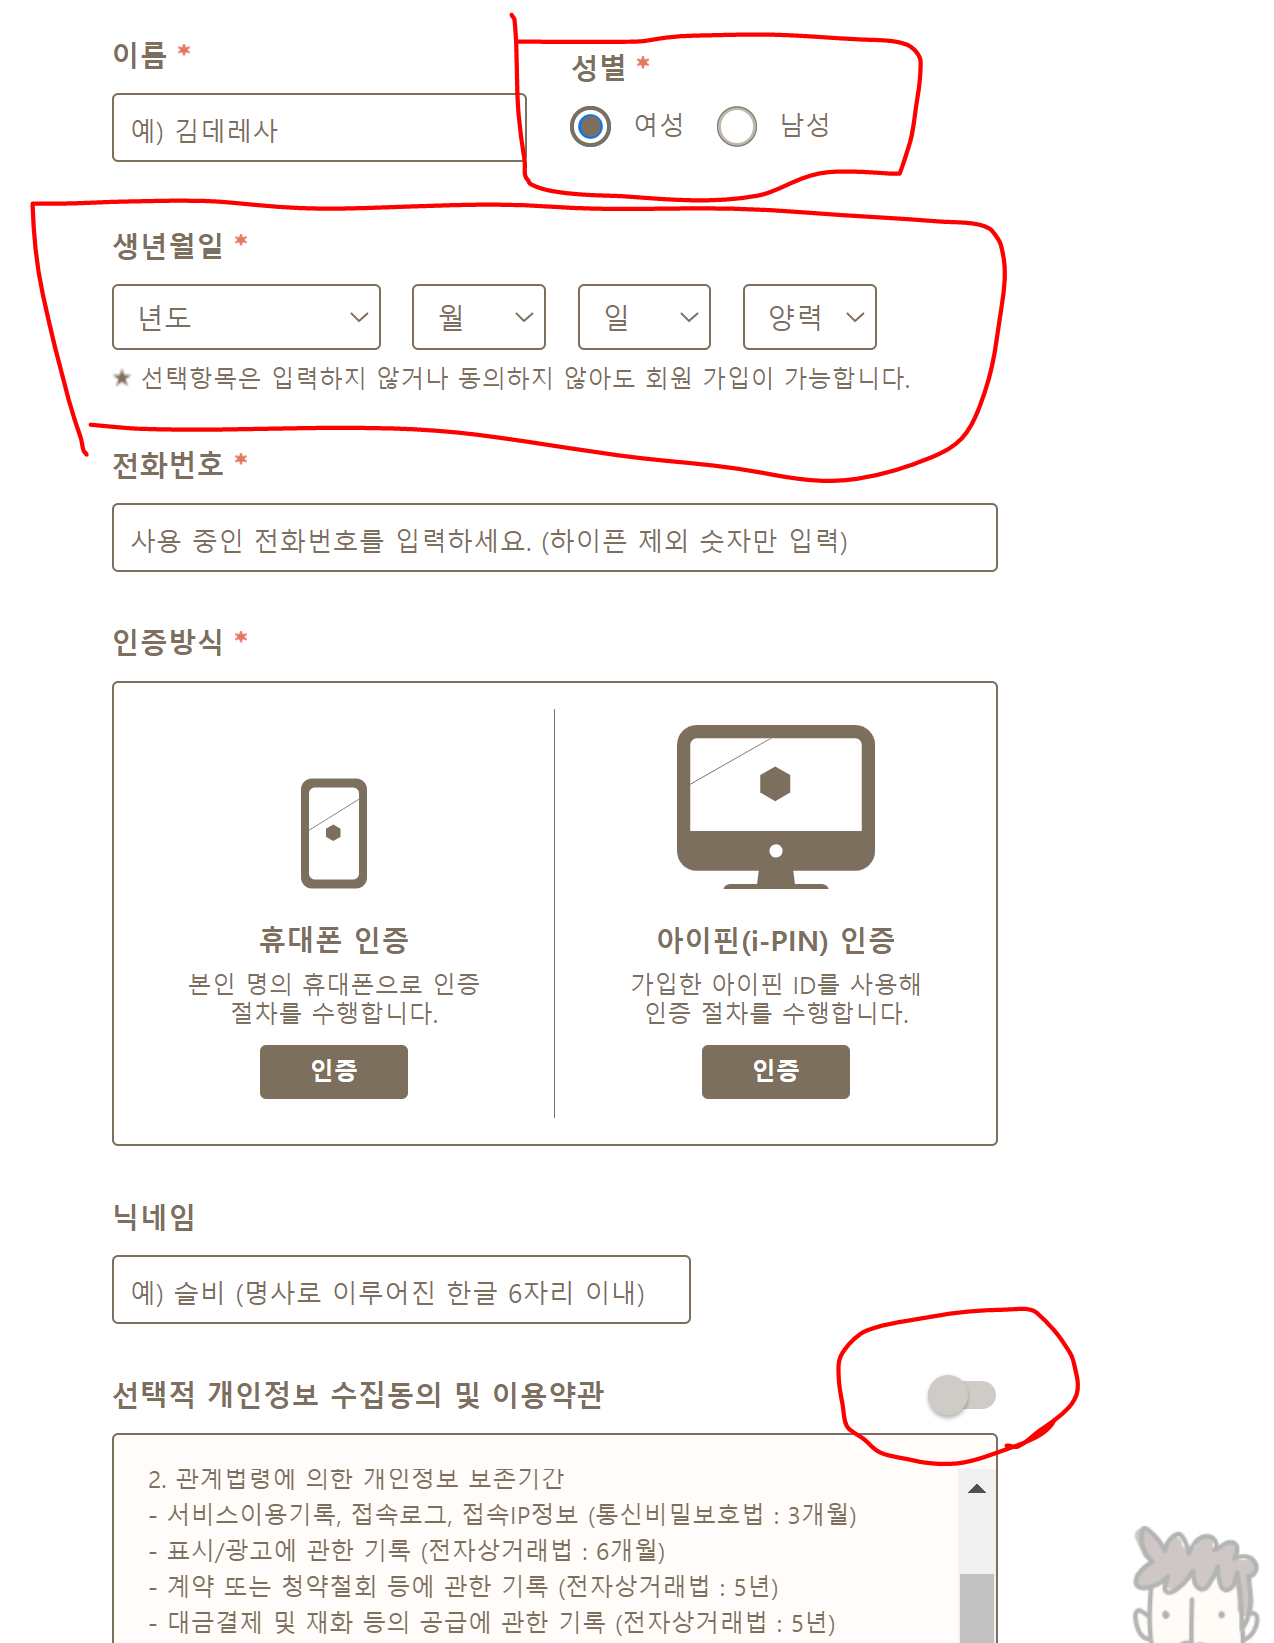 이름 *
성별 *
예) 김데레사
여성 남성
생년월일 *
년도 월 일 양력
★ 선택항목은 입력하지 않거나 동의하지 않아도 회원 가입이 가능합니다.
전화번호 *
사용 중인 전화번호를 입력하세요. (하이픈 제외 숫자만 입력)
인증방식 *
휴대폰 인증
본인 명의 휴대폰으로 인증
절차를 수행합니다.
인증
아이핀(i-PIN) 인증
가입한 아이핀 ID를 사용해
인증 절차를 수행합니다.
인증
닉네임
예) 슬비 (명사로 이루어진 한글 6자리 이내)
선택적 개인정보 수집동의 및 이용약관
2. 관계법령에 의한 개인정보 보존기간
- 서비스이용기록, 접속로그, 접속IP정보 (통신비밀보호법 : 3개월)
- 표시/광고에 관한 기록 (전자상거래법 : 6개월)
- 계약 또는 청약철회 등에 관한 기록 (전자상거래법 : 5년)
- 대금결제 및 재화 등의 공급에 관한 기록 (전자상거래법 : 5년)